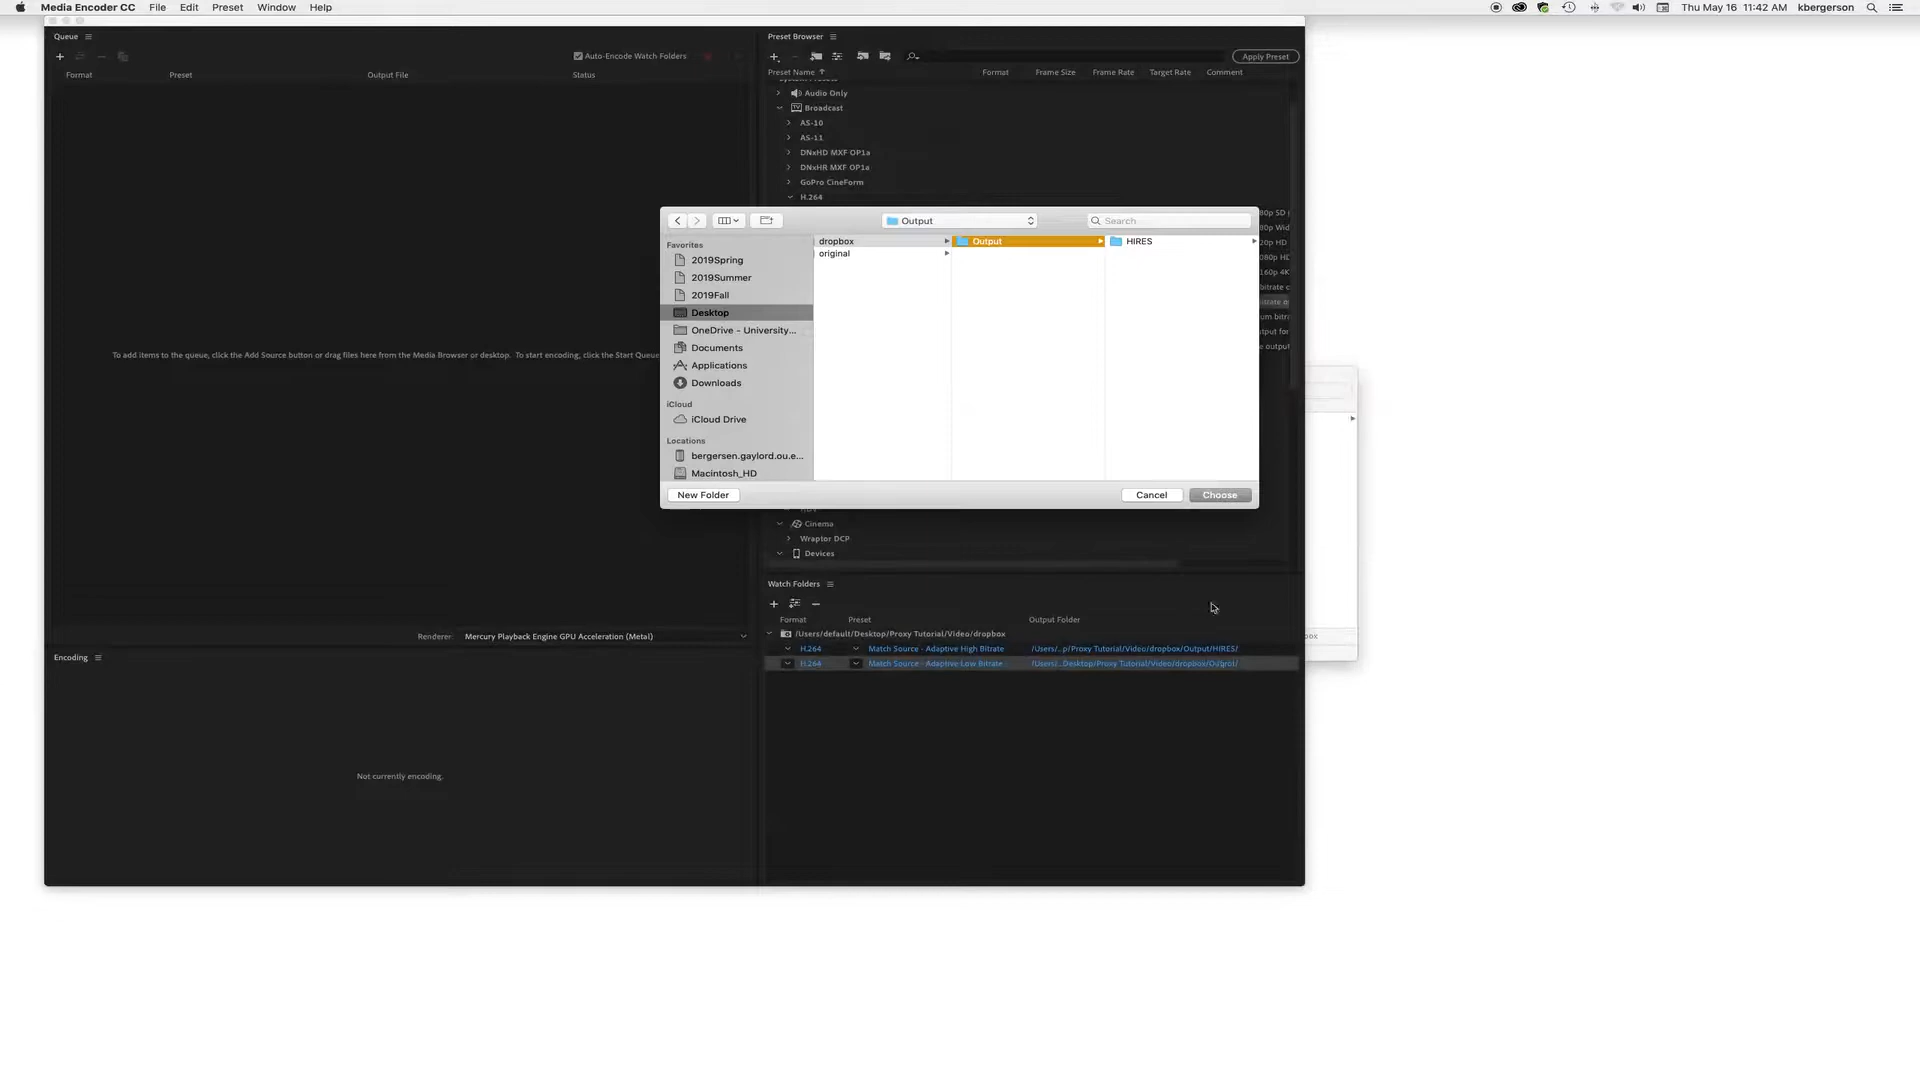 Media Encoder CC File Edit Preset Window Help Thu May 16 11:42 AM kbergerson
Queue
Auto-Encode Watch Folders
Format Preset Output File Status
To add items to the queue, click the Add Source button or drag files here from the Media Browser or desktop. To start encoding, click the Start Queue
Renderer: Mercury Playback Engine GPU Acceleration (Metal)
Encoding
Not currently encoding.
Preset Browser
Apply Preset
Preset Name Format Frame Size Frame Rate Target Rate Comment
Audio Only
Broadcast
AS-10
AS-11
DNxHD MXF OP1a
DNxHR MXF OP1a
GoPro CineForm
H.264
Output
Search
Favorites
2019Spring
2019Summer
2019Fall
Desktop
OneDrive - University...
Documents
Applications
Downloads
iCloud
iCloud Drive
Locations
bergersen.gaylord.ou.e...
Macintosh_HD
dropbox
original
Output
HIRES
New Folder Cancel Choose
Cinema
Wraptor DCP
Devices
Watch Folders
Format Preset Output Folder
/Users/default/Desktop/Proxy Tutorial/Video/dropbox
H.264 Match Source - Adaptive High Bitrate /Users/...p/Proxy Tutorial/Video/dropbox/Output/HIRES/
H.264 Match Source - Adaptive Low Bitrate /Users/...Desktop/Proxy Tutorial/Video/dropbox/Output/